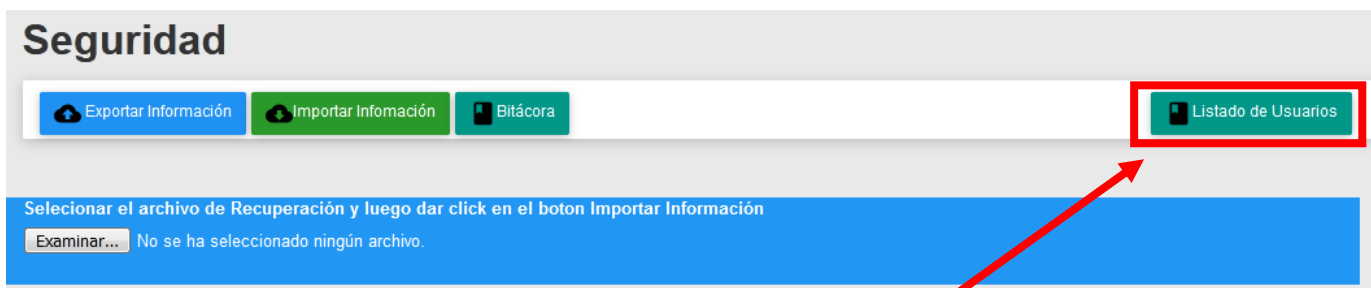 Seguridad
Exportar Información Importar Infomación Bitácora Listado de Usuarios
Selecionar el archivo de Recuperación y luego dar click en el boton Importar Información
Examinar... No se ha seleccionado ningún archivo.